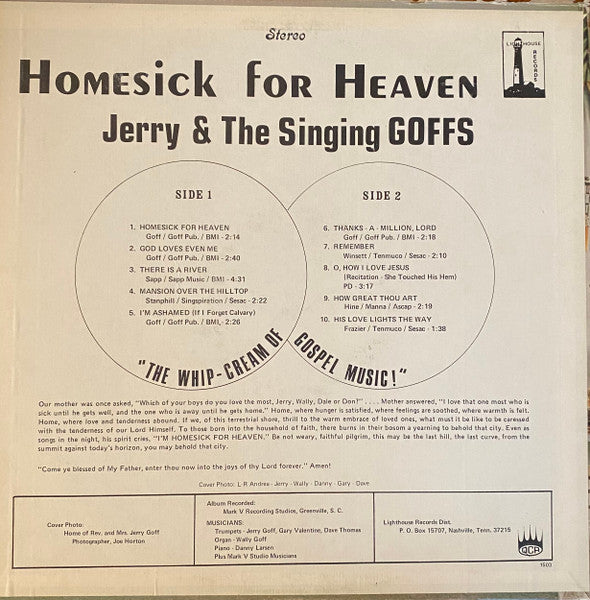 Stereo
LIGHTHOUSE
RECORDS
HOMESICK FOR HEAVEN
Jerry & The Singing GOFFS
SIDE 1
1. HOMESICK FOR HEAVEN
Goff / Goff Pub. / BMI - 2:14
2. GOD LOVES EVEN ME
Goff / Goff Pub. / BMI - 2:40
3. THERE IS A RIVER
Sapp / Sapp Music / BMI - 4:31
4. MANSION OVER THE HILLTOP
Stanphill / Singspiration / Sesac - 2:22
5. I'M ASHAMED (If I Forget Calvary)
Goff / Goff Pub. / BMI, - 2:26
SIDE 2
6. THANKS - A - MILLION, LORD
Goff / Goff Pub. / BMI - 2:18
7. REMEMBER
Winsett / Tenmuco / Sesac - 2:10
8. O, HOW I LOVE JESUS
(Recitation - She Touched His Hem)
PD - 3:17
9. HOW GREAT THOU ART
Hine / Manna / Ascap - 2:19
10. HIS LOVE LIGHTS THE WAY
Frazier / Tenmuco / Sesac - 1:38
"THE WHIP-CREAM OF GOSPEL MUSIC!"
Our mother was once asked, "Which of your boys do you love the most, Jerry, Wally, Dale or Don?" . . . . Mother answered, "I love that one who is
sick until he gets well, and the one who is away until he gets home." Home, where hunger is satisfied, where feelings are soothed, where warmth is felt.
Home, where love and tenderness abound. If we, of this terrestrial shore, thrill to the warm embrace of loved ones, what must it be like to be caressed
with the tenderness of our Lord Himself. To those born into the household of faith, there burns in their bosom a yearning to behold that city. Even as
songs in the night, his spirit cries, "I'M HOMESICK FOR HEAVEN." Be not weary, faithful pilgrim, this may be the last hill, the last curve, from the
summit against today's horizon, you may behold that city.
"Come ye blessed of My Father, enter thou now into the joys of thy Lord forever." Amen!
Cover Photo: L-R Andrea - Jerry - Wally - Danny - Gary - Dave
Cover Photo:
Home of Rev. and Mrs. Jerry Goff
Photographer, Joe Horton
Album Recorded:
Mark V Recording Studios, Greenville, S. C.
MUSICIANS:
Trumpets - Jerry Goff, Gary Valentine, Dave Thomas
Organ - Wally Goff
Piano - Danny Larsen
Plus Mark V Studio Musicians
Lighthouse Records Dist.
P. O. Box 15707, Nashville, Tenn. 37215
QCA
1503